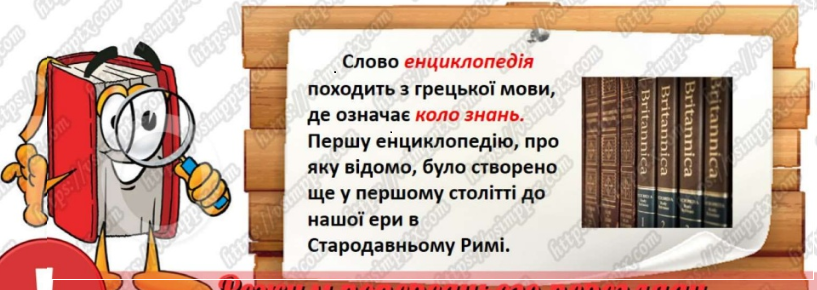 Слово енциклопедія
походить з грецької мови,
де означає коло знань.
Першу енциклопедію, про
яку відомо, було створено
ще у першому столітті до
нашої ери в
Стародавньому Римі.
Britannica
Britannica
Britannica
Britannica